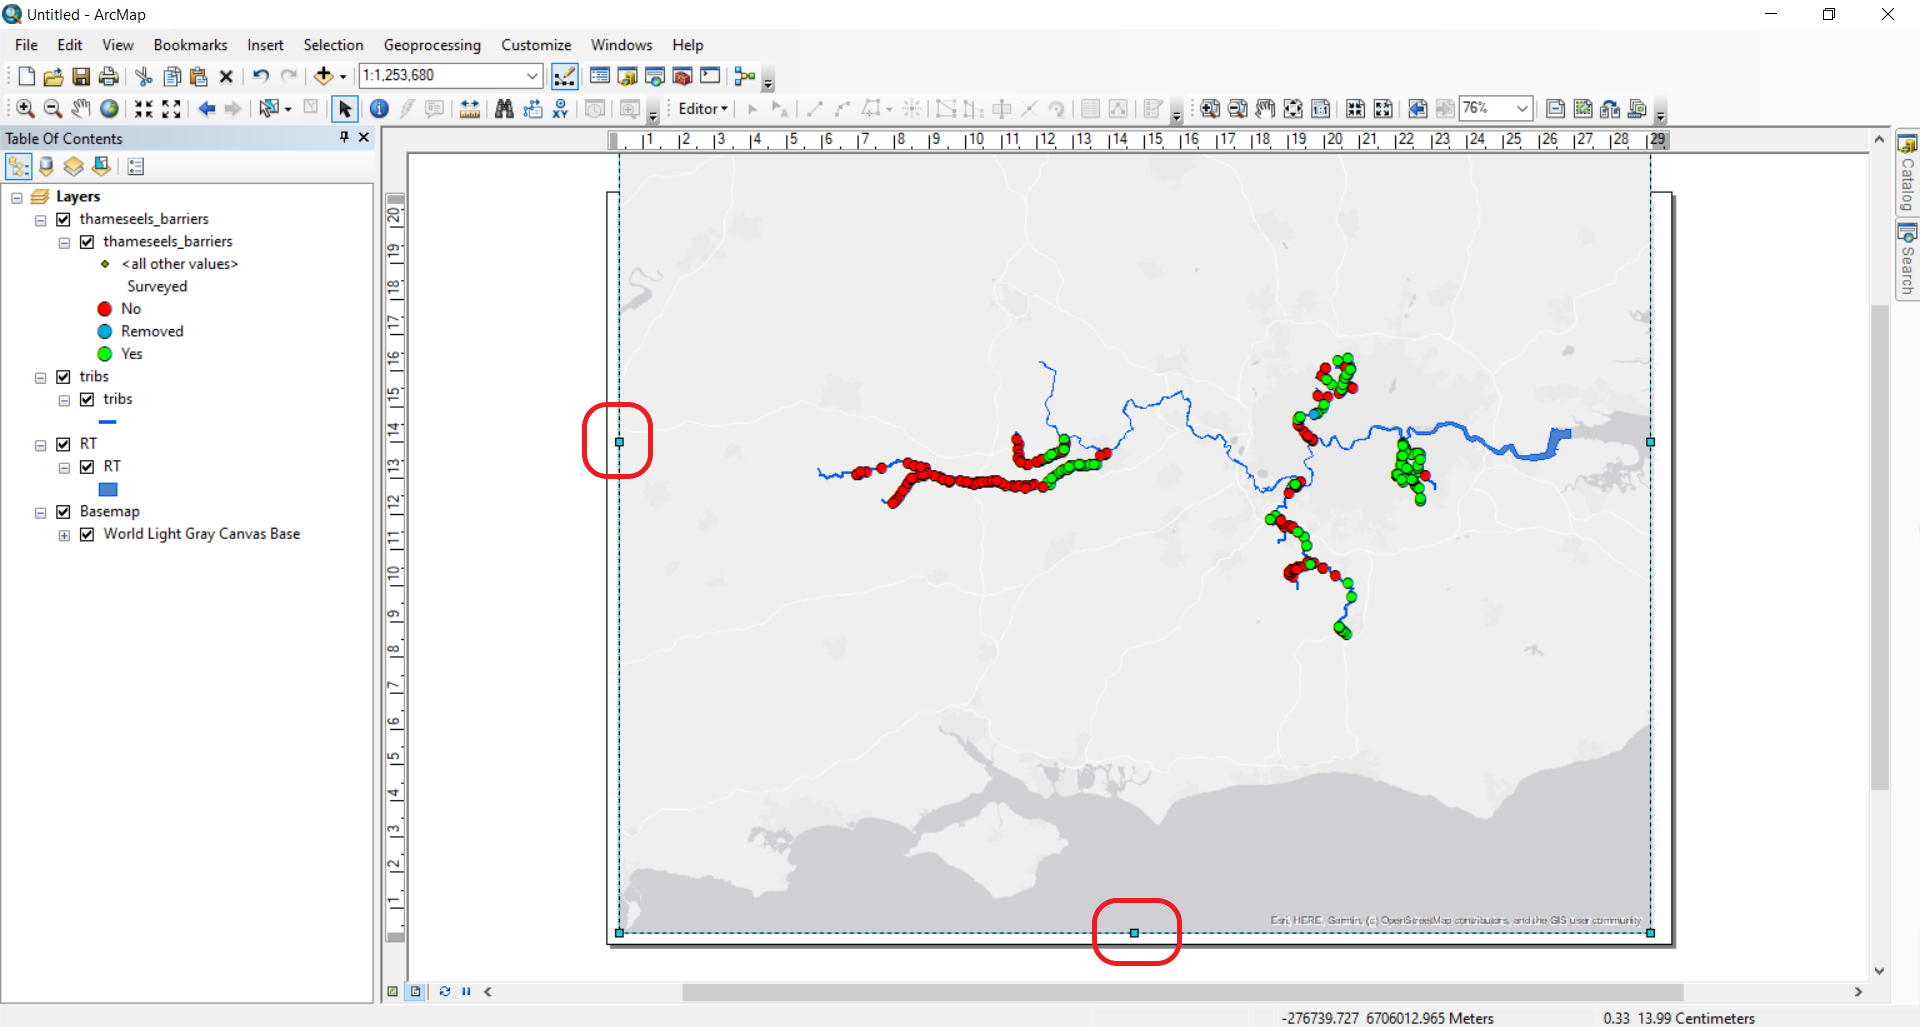 Untitled - ArcMap
File Edit View Bookmarks Insert Selection Geoprocessing Customize Windows Help
1:1,253,680
Editor 76%
Table Of Contents
1 2 3 4 5 6 7 8 9 10 11 12 13 14 15 16 17 18 19 20 21 22 23 24 25 26 27 28 29
Catalog
Search
Layers
thameseels_barriers
thameseels_barriers
<all other values>
Surveyed
No
Removed
Yes
tribs
tribs
RT
RT
Basemap
World Light Gray Canvas Base
20
19
18
17
16
15
14
13
12
11
10
9
8
7
6
5
4
3
2
1
Esri, HERE, Garmin, (c) OpenStreetMap contributors, and the GIS user community
-276739.727 6706012.965 Meters
0.33 13.99 Centimeters